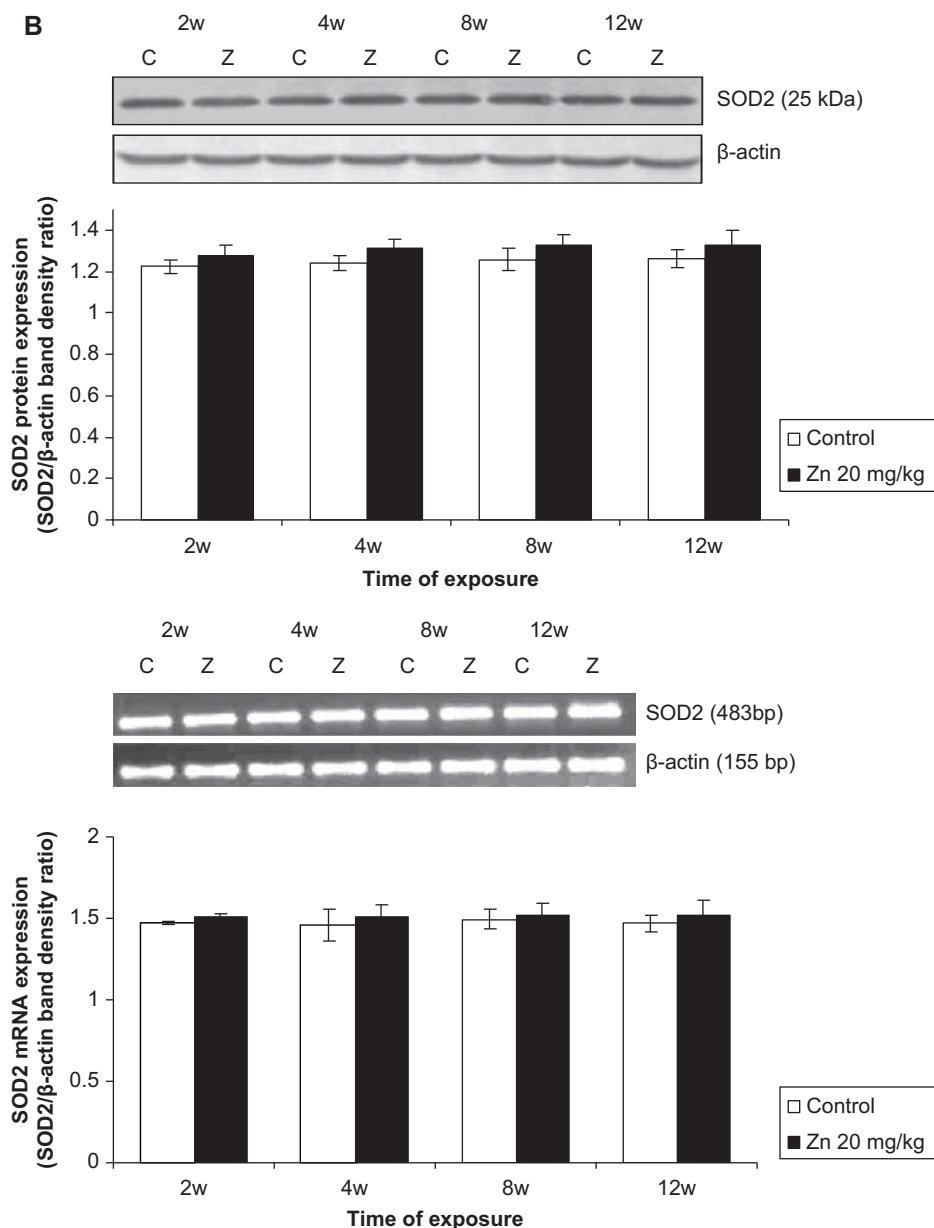 B
2w 4w 8w 12w
C Z C Z C Z C Z
SOD2 (25 kDa)
β-actin
SOD2 protein expression
(SOD2/β-actin band density ratio)
1.4
1.2
1
0.8
0.6
0.4
0.2
0
2w 4w 8w 12w
Time of exposure
Control
Zn 20 mg/kg
2w 4w 8w 12w
C Z C Z C Z C Z
SOD2 (483bp)
β-actin (155 bp)
SOD2 mRNA expression
(SOD2/β-actin band density ratio)
2
1.5
1
0.5
0
2w 4w 8w 12w
Time of exposure
Control
Zn 20 mg/kg